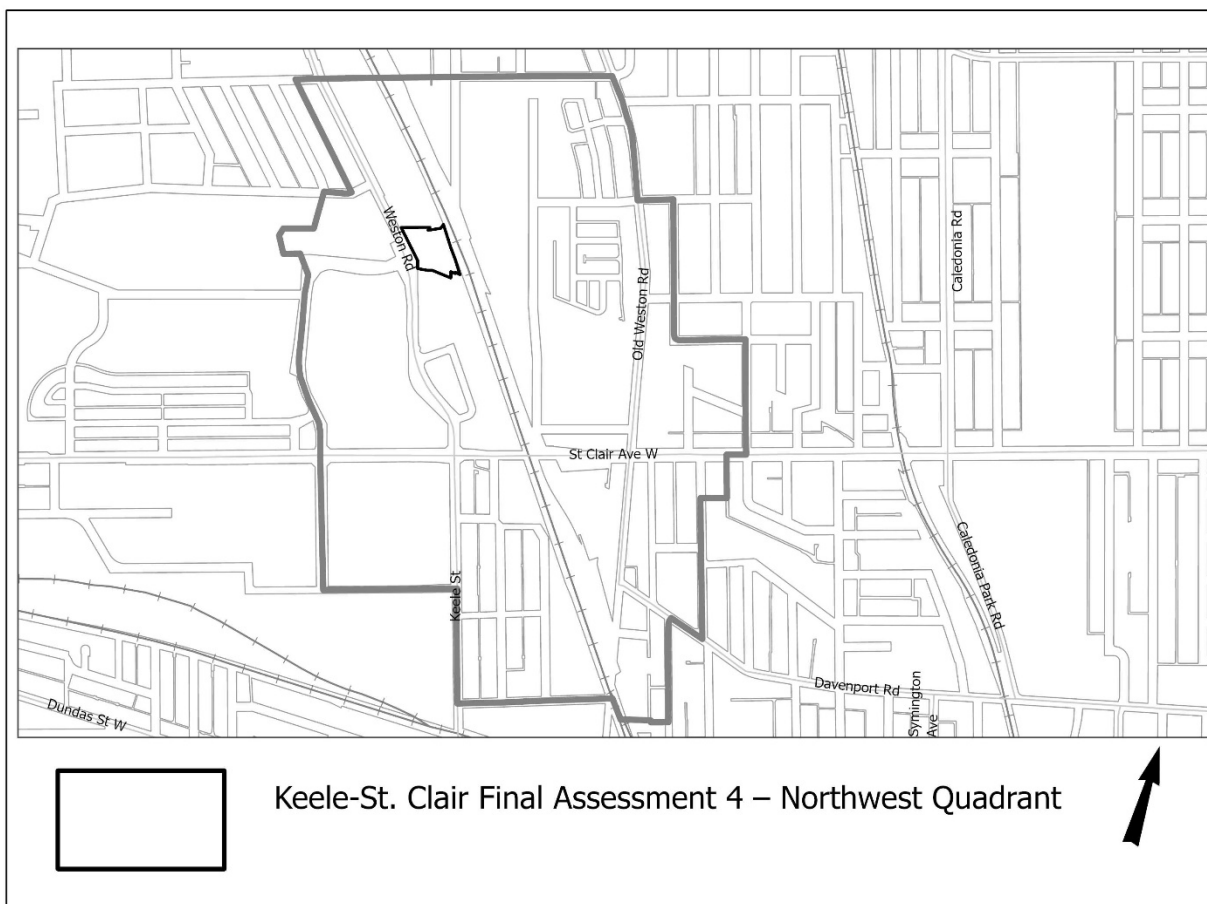 Weston Rd
Caledonia Rd
Old Weston Rd
St Clair Ave W
Keele St
Caledonia Park Rd
Davenport Rd
Symington
Ave
Dundas St W
Keele-St. Clair Final Assessment 4 – Northwest Quadrant